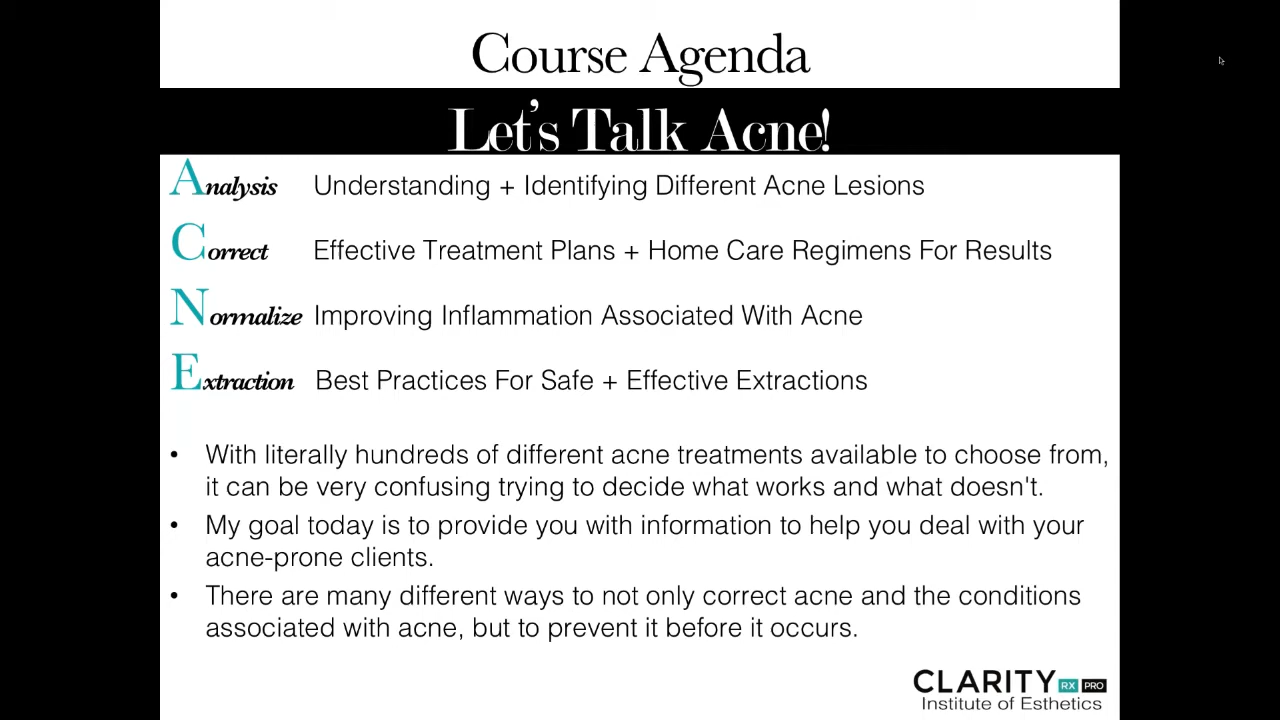 Course Agenda
Let's Talk Acne!
Analysis Understanding + Identifying Different Acne Lesions
Correct Effective Treatment Plans + Home Care Regimens For Results
Normalize Improving Inflammation Associated With Acne
Extraction Best Practices For Safe + Effective Extractions
• With literally hundreds of different acne treatments available to choose from,
it can be very confusing trying to decide what works and what doesn't.
• My goal today is to provide you with information to help you deal with your
acne-prone clients.
• There are many different ways to not only correct acne and the conditions
associated with acne, but to prevent it before it occurs.
CLARITY RX PRO
Institute of Esthetics